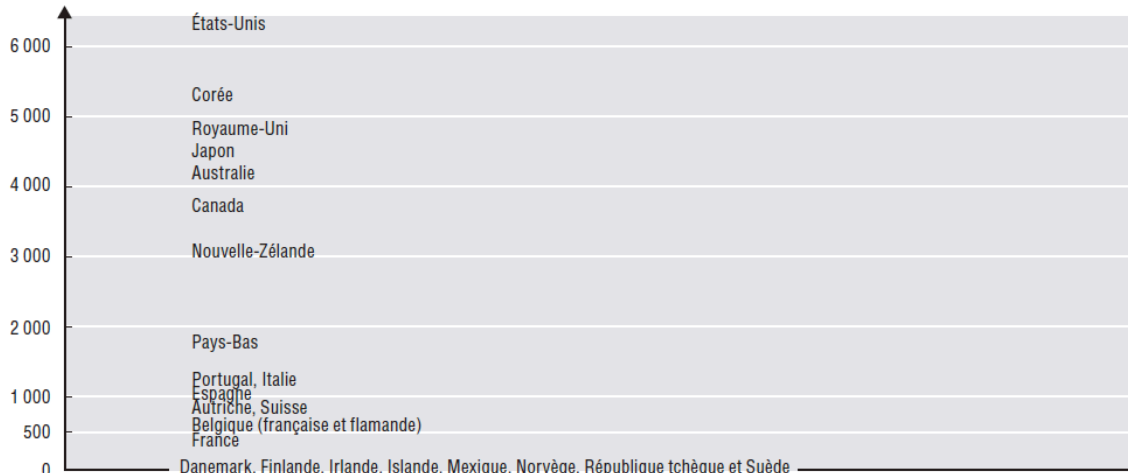 États-Unis
6 000
Corée
5 000
Royaume-Uni
Japon
Australie
4 000
Canada
Nouvelle-Zélande
3 000
2 000
Pays-Bas
Portugal, Italie
Espagne
1 000
Autriche, Suisse
Belgique (française et flamande)
500
France
0
Danemark, Finlande, Irlande, Islande, Mexique, Norvège, République tchèque et Suède